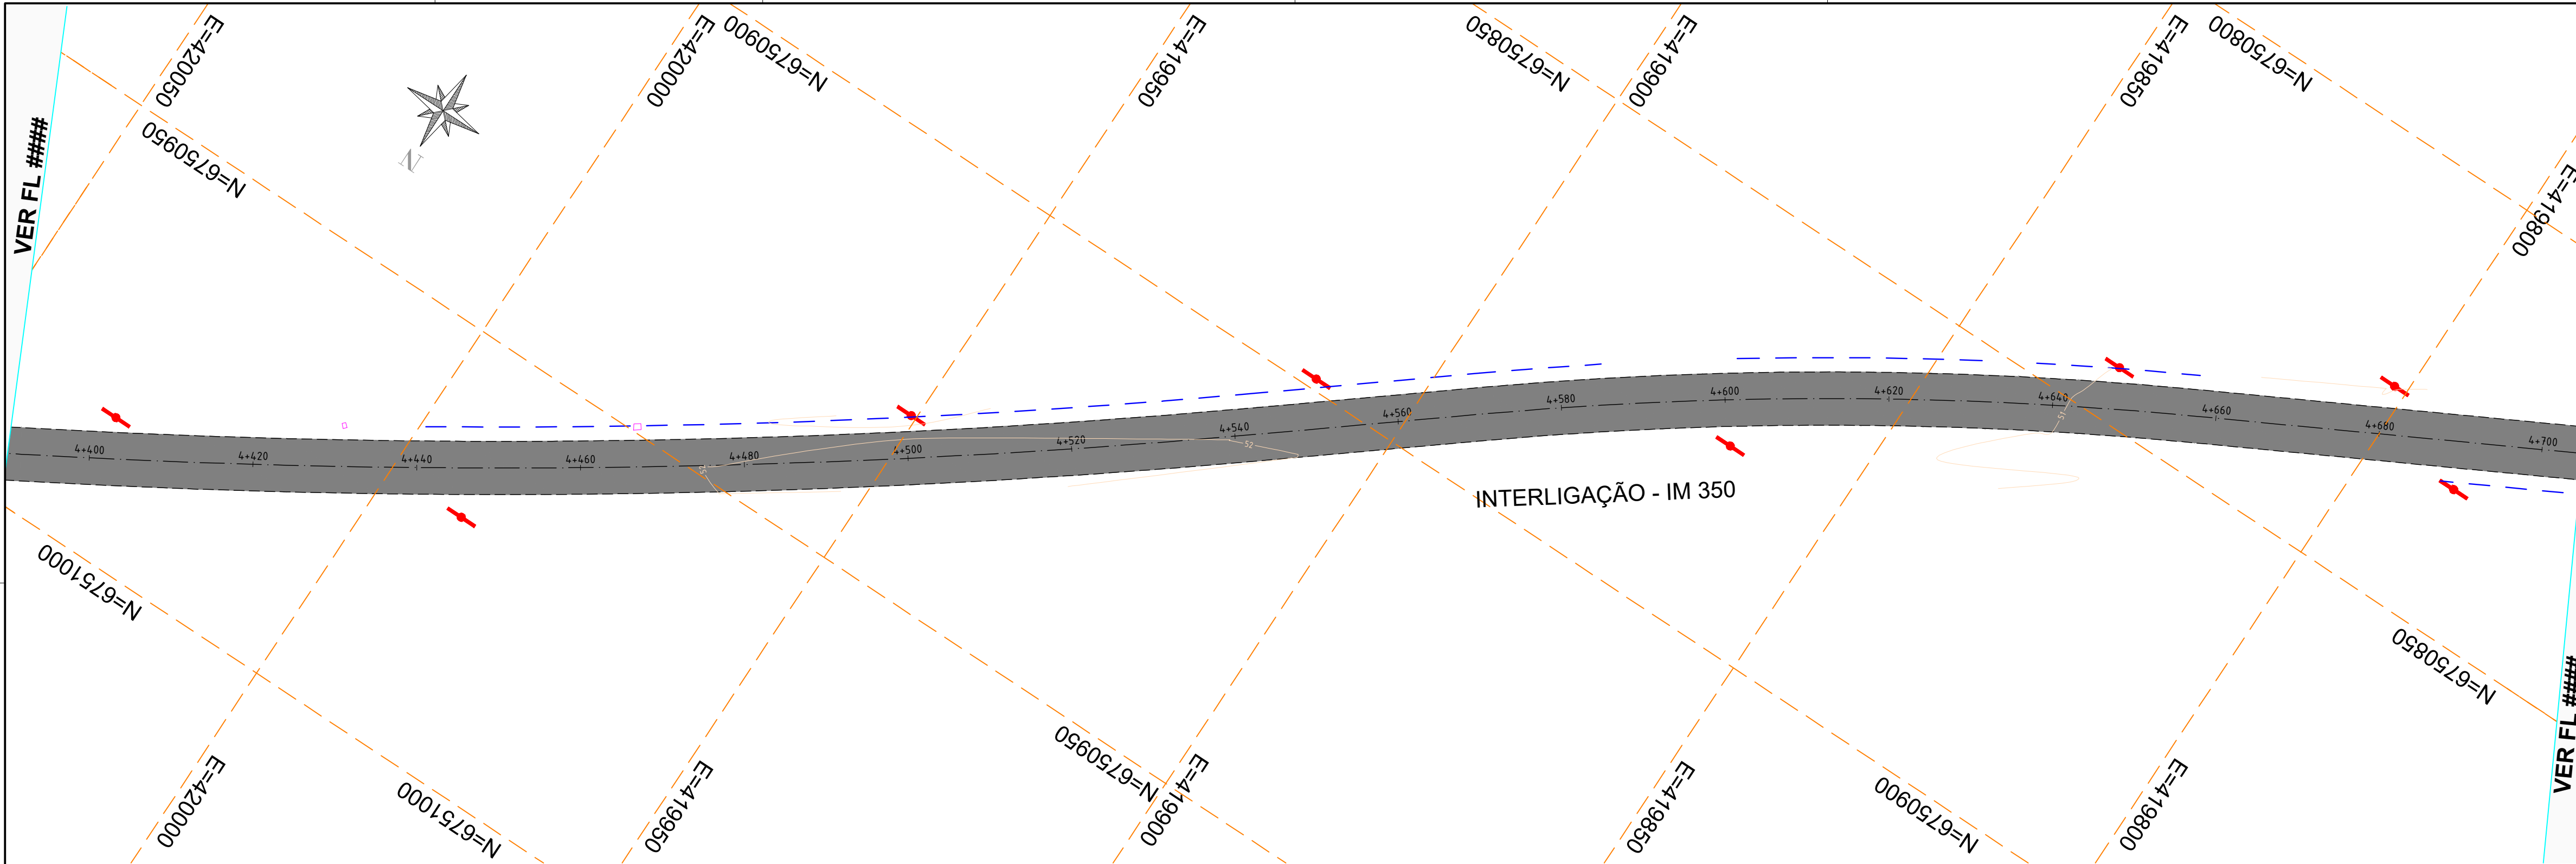 E=420050
E=420000
N=6750900
E=419950
N=6750850
E=419900
E=419850
N=6750800
E=419800
VER FL ####
N=6750950
N
4+400
4+420
4+440
4+460
4+480
4+500
4+520
4+540
4+560
4+580
4+600
4+620
4+640
4+660
4+680
4+700
52
52
51
INTERLIGAÇÃO - IM 350
N=6751000
N=6750850
VER FL ####
E=420000
N=6751000
E=419950
N=6750950
E=419900
E=419850
N=6750900
E=419800